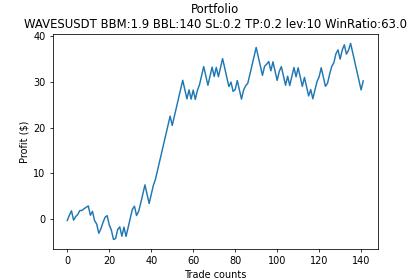 Portfolio
WAVESUSDT BBM:1.9 BBL:140 SL:0.2 TP:0.2 lev:10 WinRatio:63.0
40
30
20
10
0
Profit ($)
0 20 40 60 80 100 120 140
Trade counts